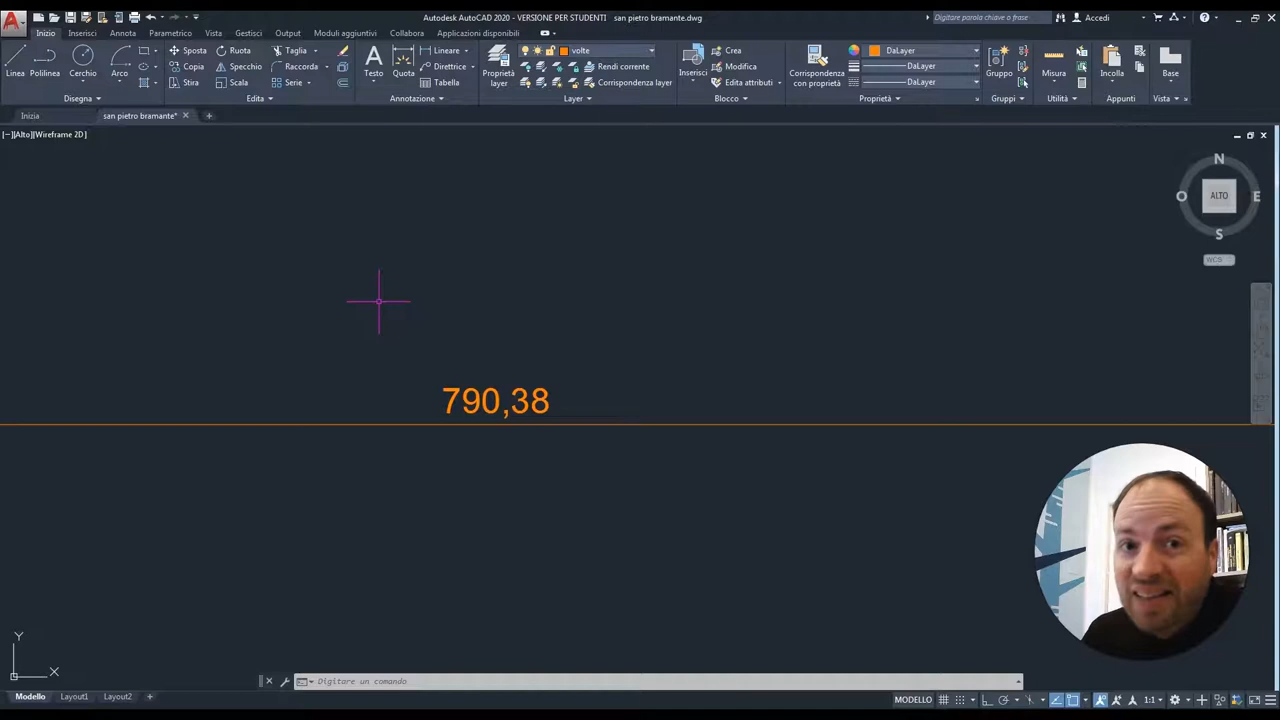 Autodesk AutoCAD 2020 - VERSIONE PER STUDENTI san pietro bramante.dwg
Digitare parola chiave o frase
Accedi
Inizio Inserisci Annota Parametrico Vista Gestisci Output Moduli aggiuntivi Collabora Applicazioni disponibili
Linea Polilinea Cerchio Arco
Sposta Ruota Taglia
Copia Specchio Raccorda
Stira Scala Serie
Testo Quota
Lineare
Direttrice
Tabella
Proprietà layer
volte
Rendi corrente
Corrispondenza layer
Inserisci
Crea
Modifica
Edita attributi
Corrispondenza con proprietà
DaLayer
DaLayer
DaLayer
Gruppo Misura Incolla Base
Disegna Edita Annotazione Layer Blocco Proprietà Gruppi Utilità Appunti Vista
Inizia san pietro bramante*
[−][Alto][Wireframe 2D]
N
O ALTO E
S
WCS
790,38
Y
X
Digitare un comando
Modello Layout1 Layout2
MODELLO 1:1